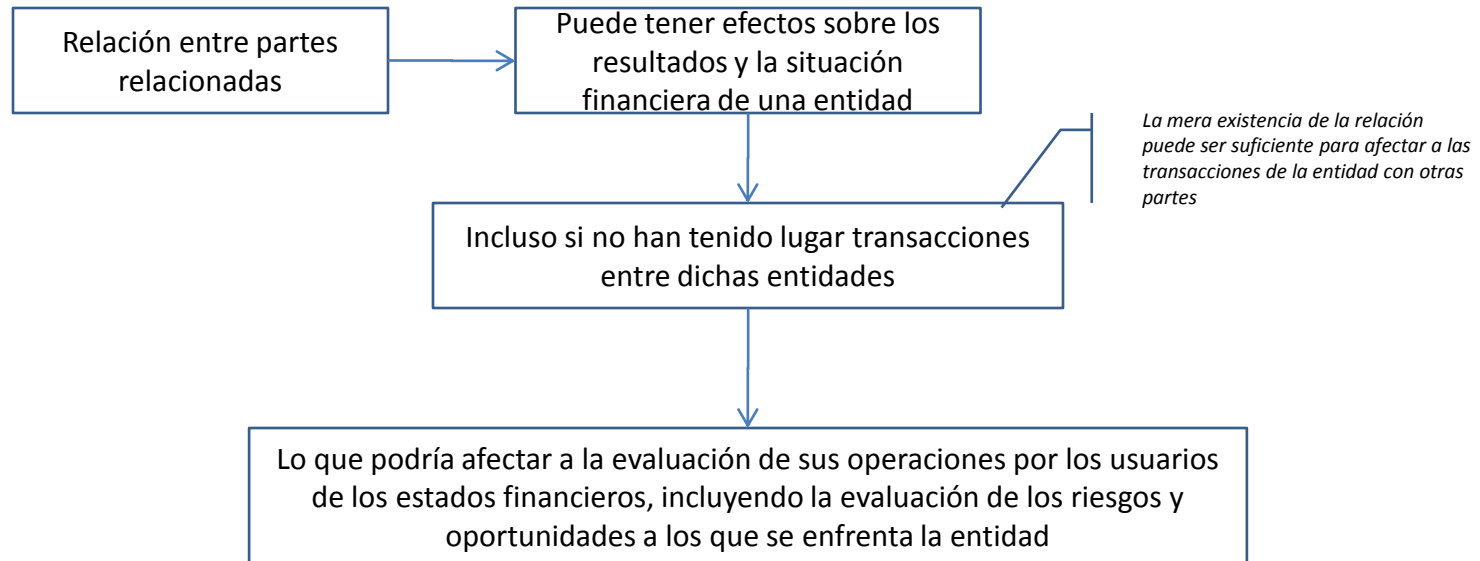 Relación entre partes
relacionadas
Puede tener efectos sobre los
resultados y la situación
financiera de una entidad
La mera existencia de la relación
puede ser suficiente para afectar a las
transacciones de la entidad con otras
partes
Incluso si no han tenido lugar transacciones
entre dichas entidades
Lo que podría afectar a la evaluación de sus operaciones por los usuarios
de los estados financieros, incluyendo la evaluación de los riesgos y
oportunidades a los que se enfrenta la entidad